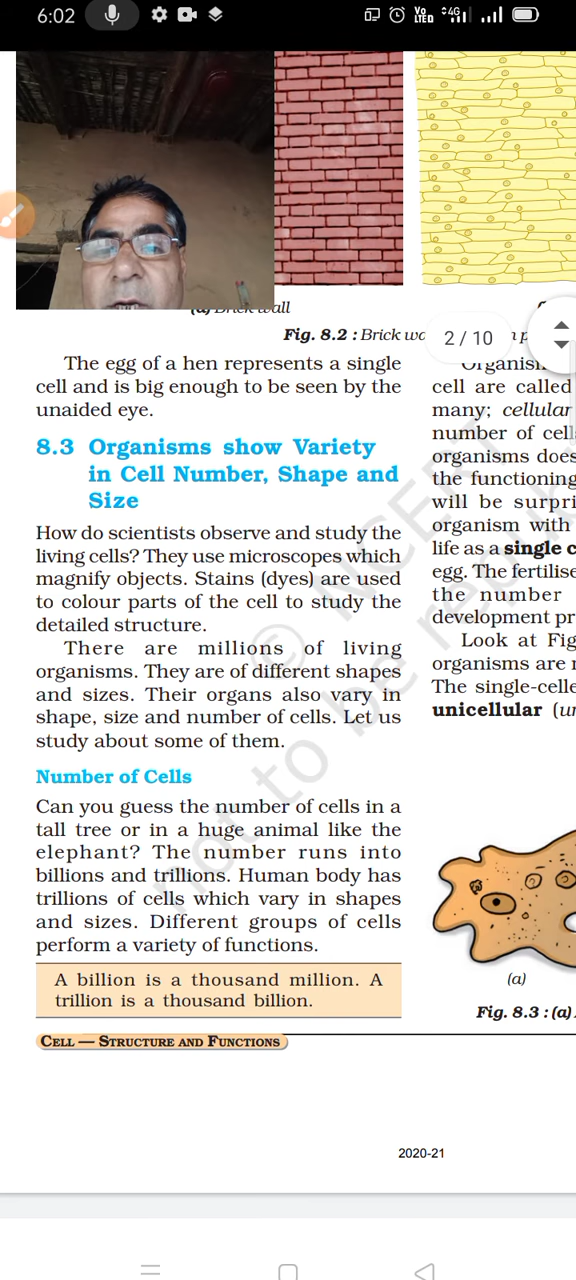 6:02
Vo
LTED
4G
(a) Brick wall
Fig. 8.2 : Brick
2 / 10
The egg of a hen represents a single
cell and is big enough to be seen by the
unaided eye.
8.3 Organisms show Variety
in Cell Number, Shape and
Size
How do scientists observe and study the
living cells? They use microscopes which
magnify objects. Stains (dyes) are used
to colour parts of the cell to study the
detailed structure.
There are millions of living
organisms. They are of different shapes
and sizes. Their organs also vary in
shape, size and number of cells. Let us
study about some of them.
Number of Cells
Can you guess the number of cells in a
tall tree or in a huge animal like the
elephant? The number runs into
billions and trillions. Human body has
trillions of cells which vary in shapes
and sizes. Different groups of cells
perform a variety of functions.
A billion is a thousand million. A
trillion is a thousand billion.
CELL — STRUCTURE AND FUNCTIONS
cell are called
many; cellular
number of cell
organisms does
the functioning
will be surpri
organism with
life as a single c
egg. The fertilise
the number
development pr
Look at Fig
organisms are
The single-celle
unicellular (u
(a)
Fig. 8.3 : (a)
2020-21
© NCERT
not to be republi